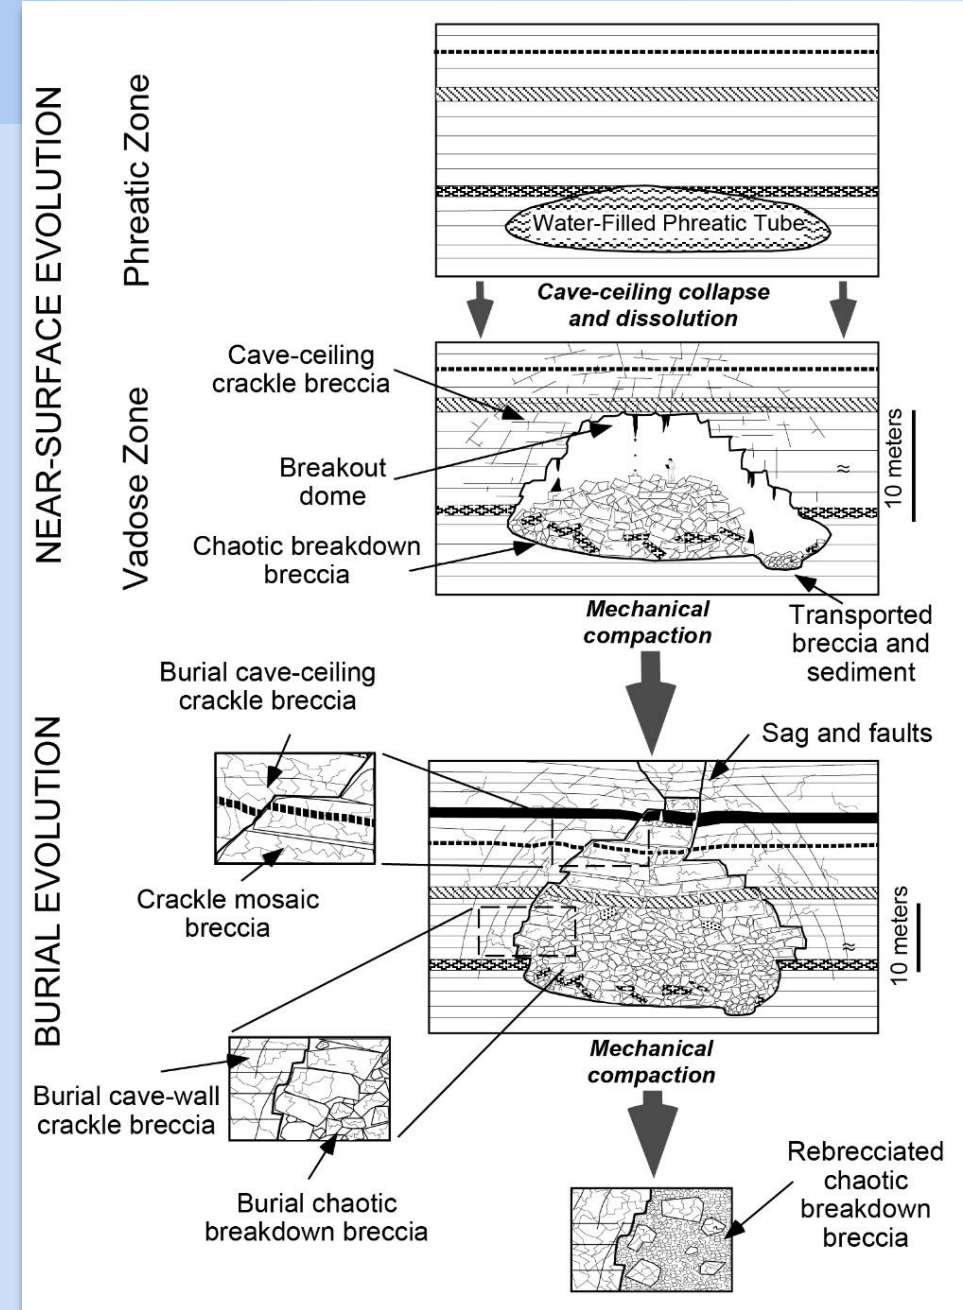 NEAR-SURFACE EVOLUTION
Phreatic Zone
Water-Filled Phreatic Tube
Cave-ceiling collapse
and dissolution
Vadose Zone
Cave-ceiling
crackle breccia
Breakout
dome
Chaotic breakdown
breccia
≈
10 meters
Mechanical
compaction
Transported
breccia and
sediment
BURIAL EVOLUTION
Burial cave-ceiling
crackle breccia
Sag and faults
Crackle mosaic
breccia
≈
10 meters
Mechanical
compaction
Burial cave-wall
crackle breccia
Burial chaotic
breakdown breccia
Rebrecciated
chaotic
breakdown
breccia